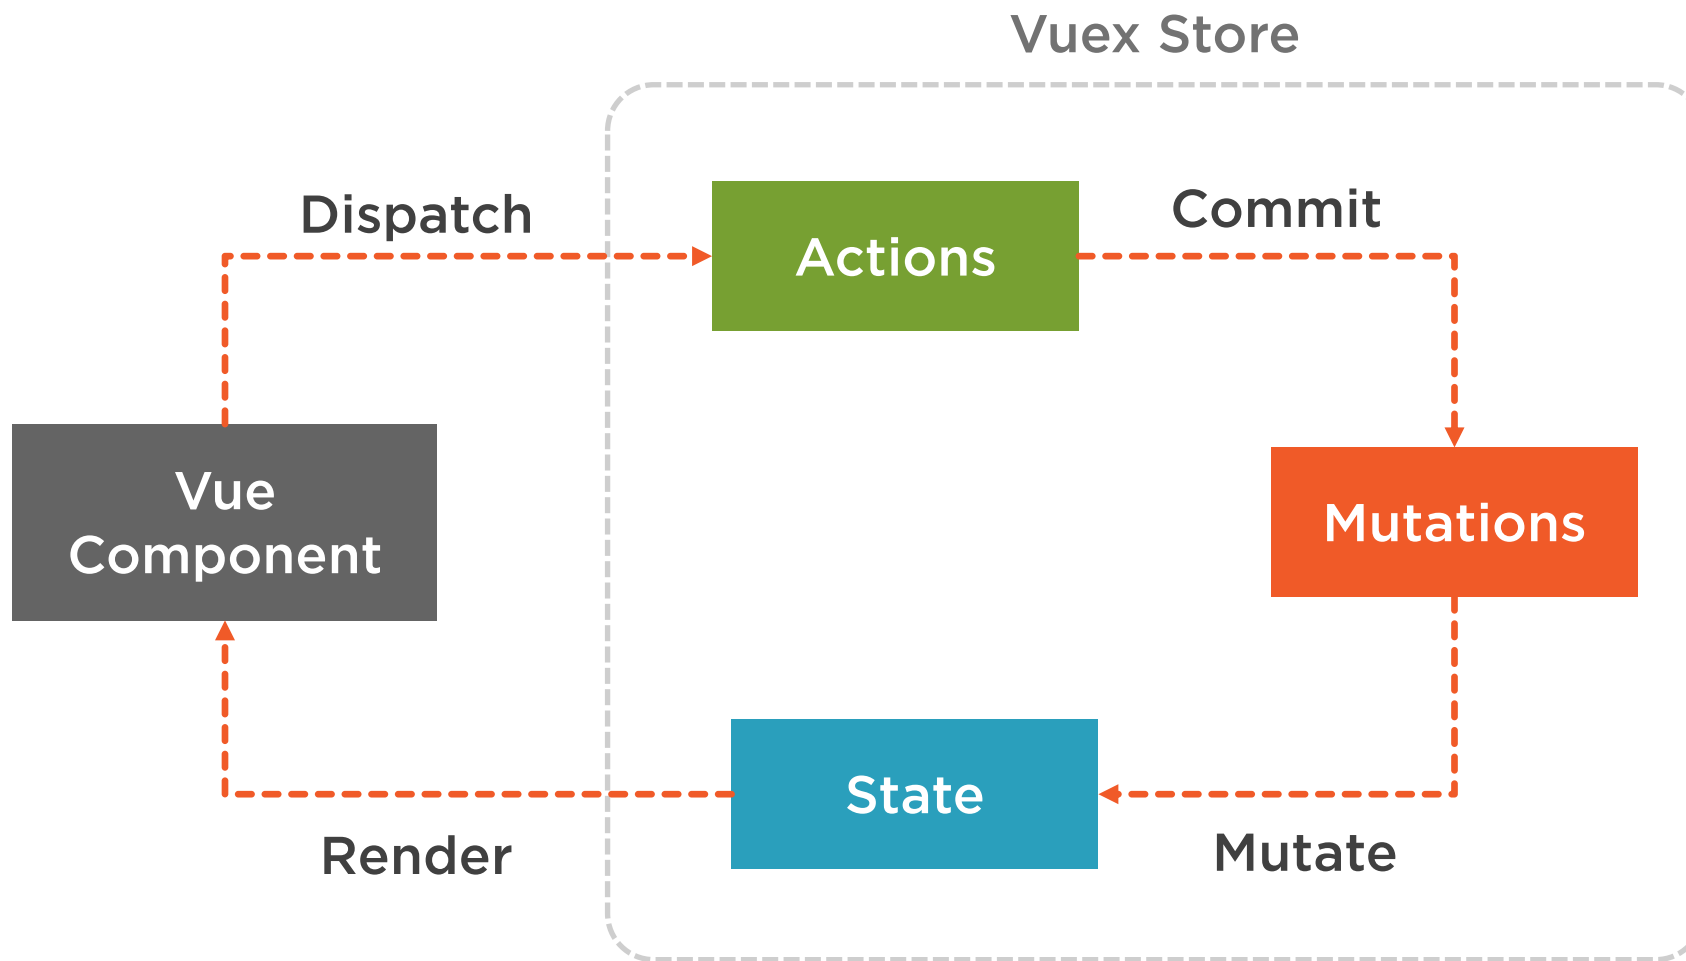 Vuex Store
Dispatch
Actions
Commit
Vue
Component
Mutations
State
Render
Mutate